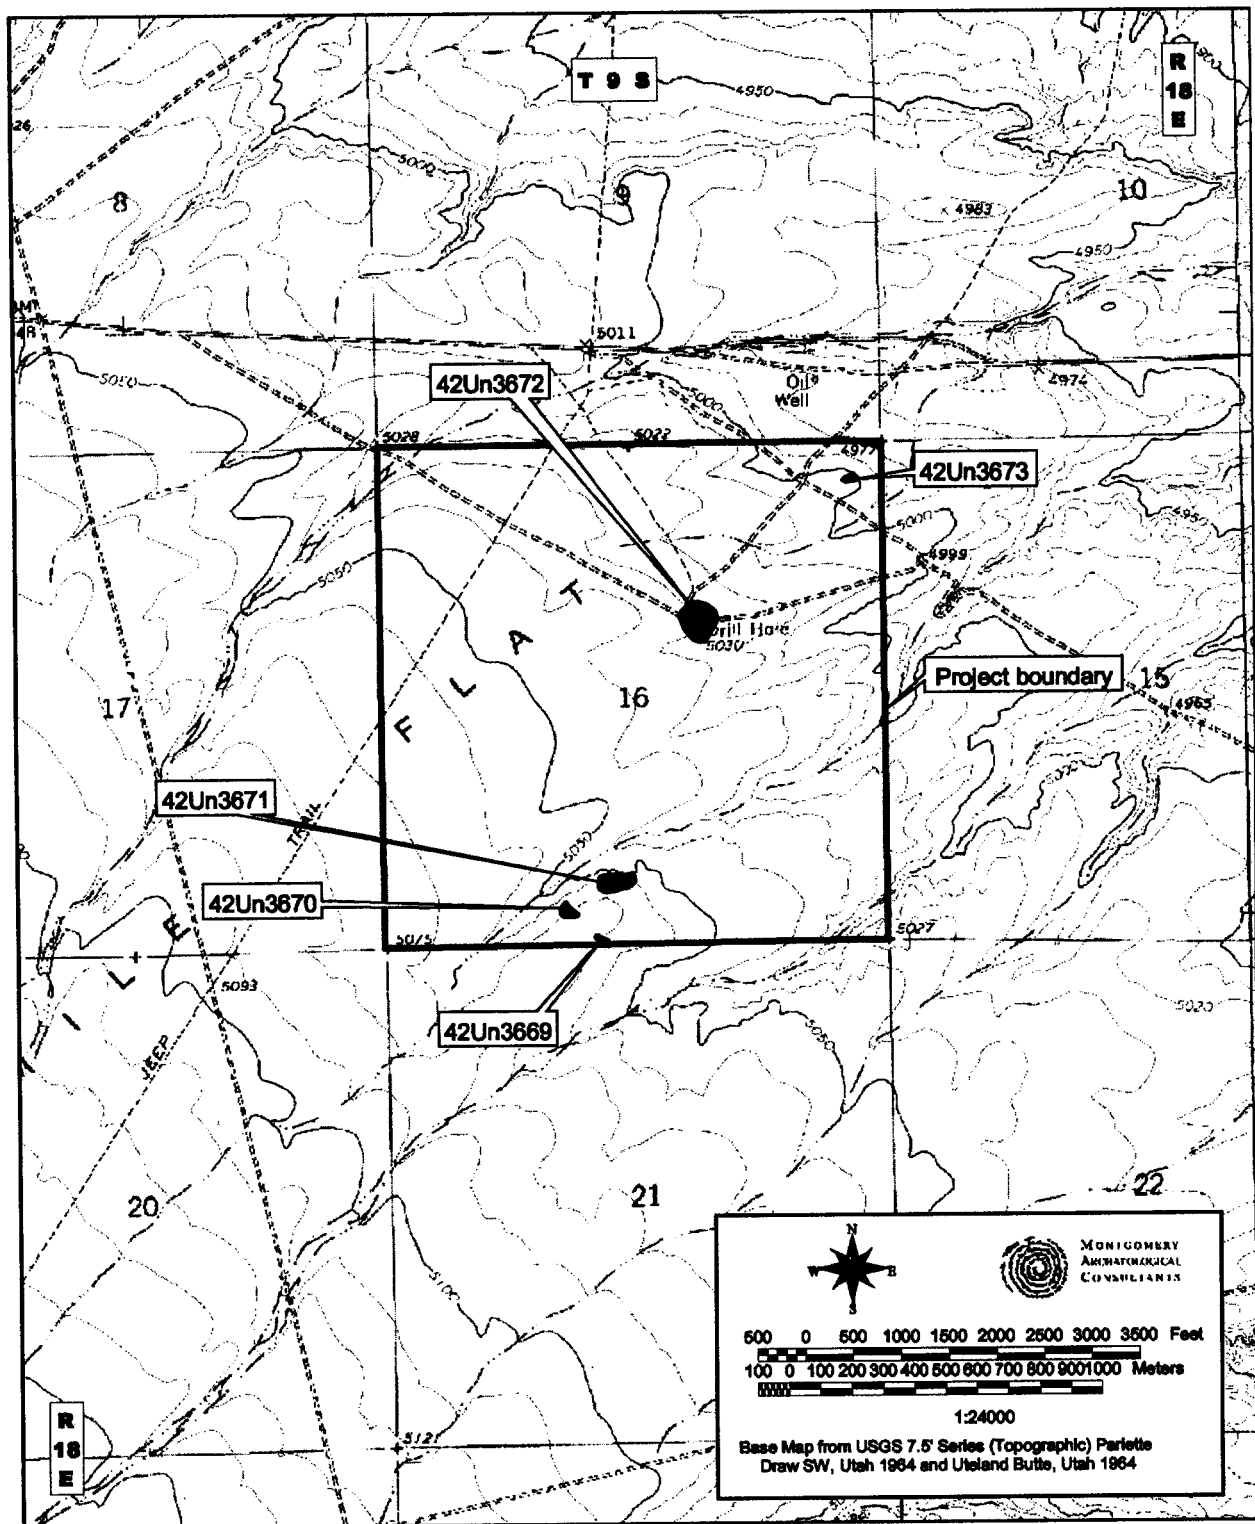 T 9 S
R
18
E
4950
5000
8
9
10
4983
4950
5011
5050
42Un3672
Oil
Well
5000
4974
5028
5022
4977
42Un3673
4950
5000
4999
5050
T
A
L
F
Drill Hole
5030
16
Project boundary
15
17
4965
5000
42Un3671
TRAIL
5050
42Un3670
5075
5027
E
L
5093
42Un3669
5050
5020
JEEP
20
21
22
5100
N
W E
S
MONTGOMERY
ARCHAEOLOGICAL
CONSULTANTS
500 0 500 1000 1500 2000 2500 3000 3500 Feet
100 0 100 200 300 400 500 600 700 800 900 1000 Meters
1:24000
R
18
E
5121
Base Map from USGS 7.5' Series (Topographic) Pariette
Draw SW, Utah 1964 and Uteland Butte, Utah 1964